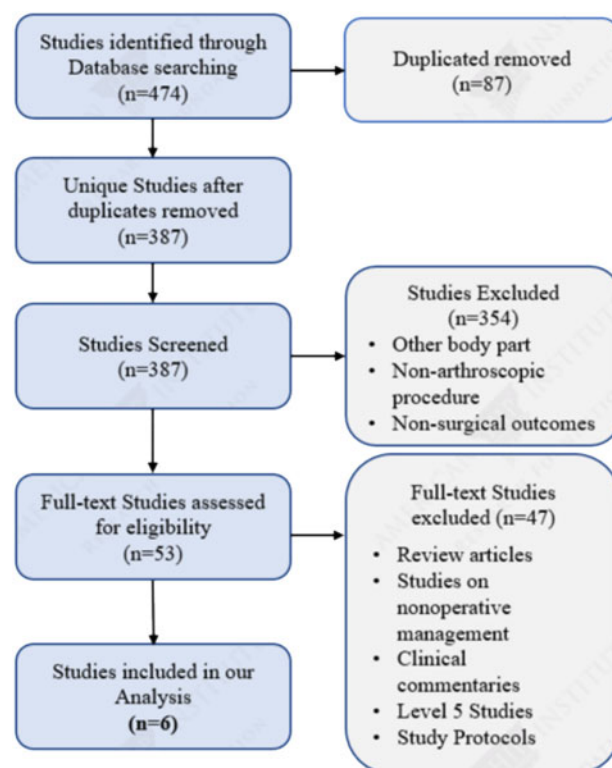 Studies identified through
Database searching
(n=474)
Duplicated removed
(n=87)
Unique Studies after
duplicates removed
(n=387)
Studies Screened
(n=387)
Studies Excluded
(n=354)
• Other body part
• Non-arthroscopic
procedure
• Non-surgical outcomes
Full-text Studies assessed
for eligibility
(n=53)
Full-text Studies
excluded (n=47)
• Review articles
• Studies on
nonoperative
management
• Clinical
commentaries
• Level 5 Studies
• Study Protocols
Studies included in our
Analysis
(n=6)